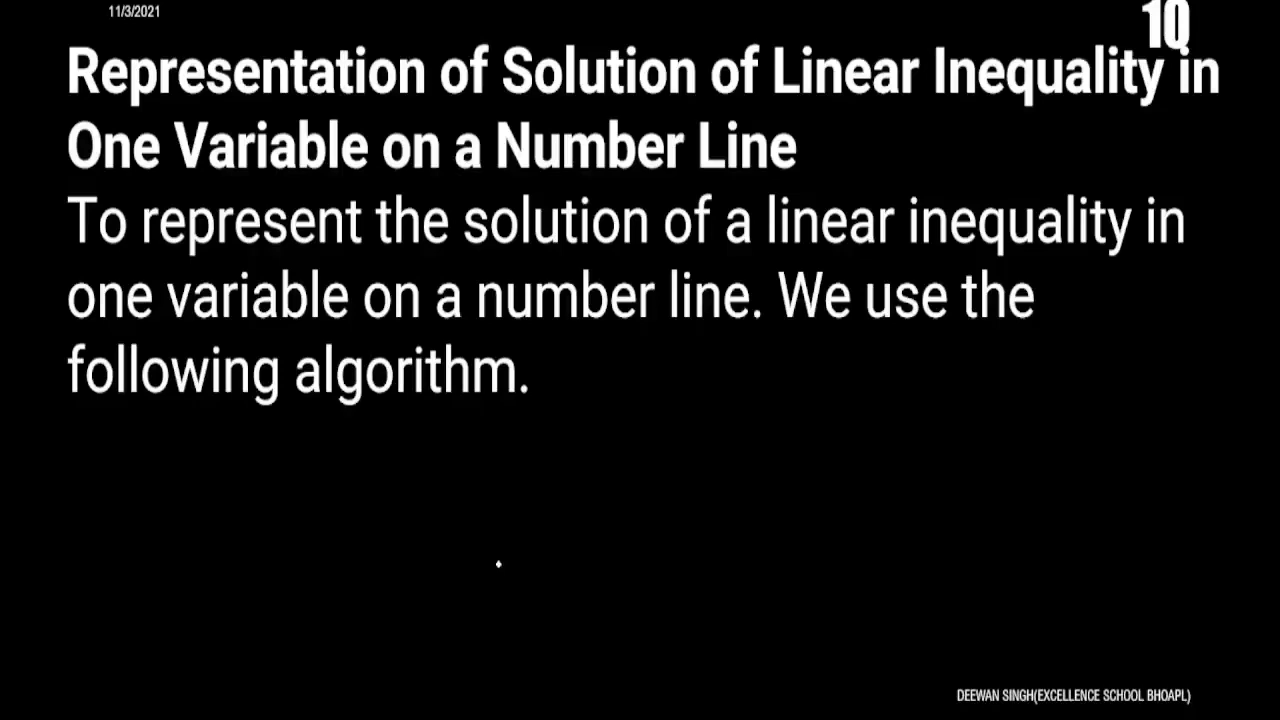 11/3/2021
10
Representation of Solution of Linear Inequality in
One Variable on a Number Line
To represent the solution of a linear inequality in
one variable on a number line. We use the
following algorithm.
DEEWAN SINGH(EXCELLENCE SCHOOL BHOAPL)